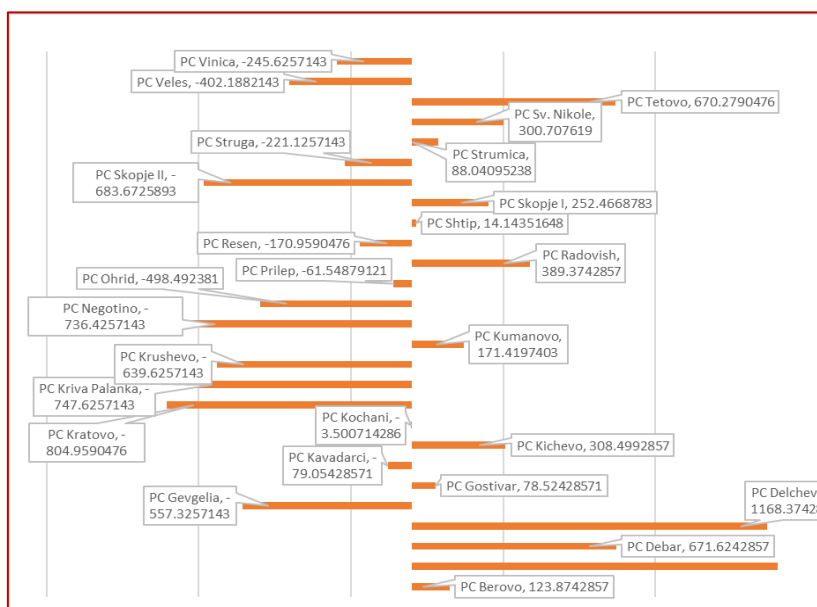 PC Vinica, -245.6257143
PC Veles, -402.1882143
PC Tetovo, 670.2790476
PC Sv. Nikole,
300.707619
PC Struga, -221.1257143
PC Strumica,
88.04095238
PC Skopje II, -
683.6725893
PC Skopje I, 252.4668783
PC Shtip, 14.14351648
PC Resen, -170.9590476
PC Radovish,
389.3742857
PC Prilep, -61.54879121
PC Ohrid, -498.492381
PC Negotino, -
736.4257143
PC Kumanovo,
171.4197403
PC Krushevo, -
639.6257143
PC Kriva Palanka, -
747.6257143
PC Kratovo, -
804.9590476
PC Kochani, -
3.500714286
PC Kichevo, 308.4992857
PC Kavadarci, -
79.05428571
PC Gostivar, 78.52428571
PC Gevgelia, -
557.3257143
PC Delchev
1168.37428
PC Debar, 671.6242857
PC Berovo, 123.8742857